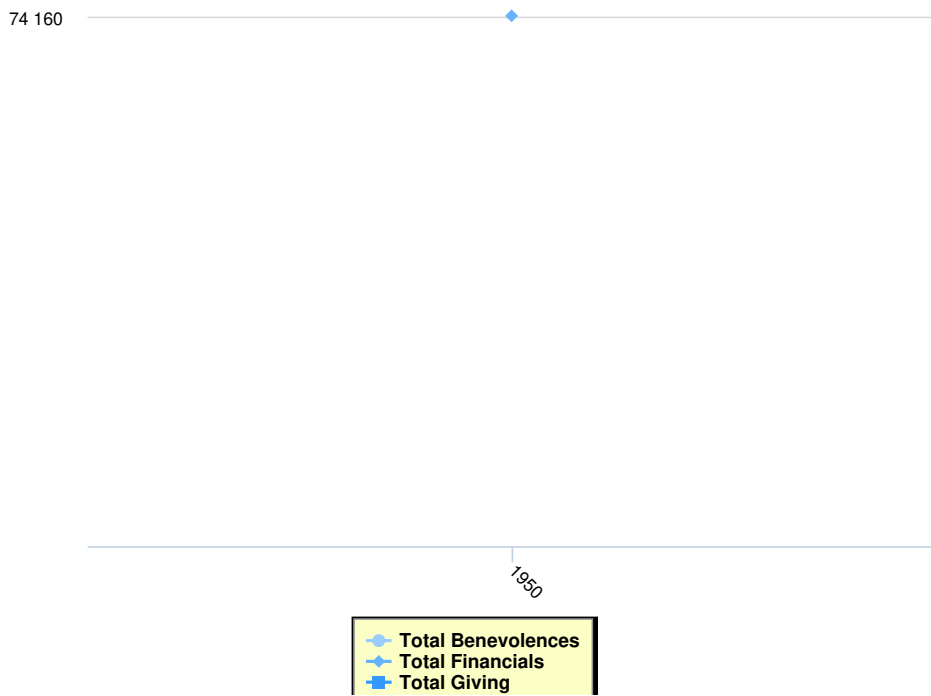 74 160
1950
Total Benevolences
Total Financials
Total Giving